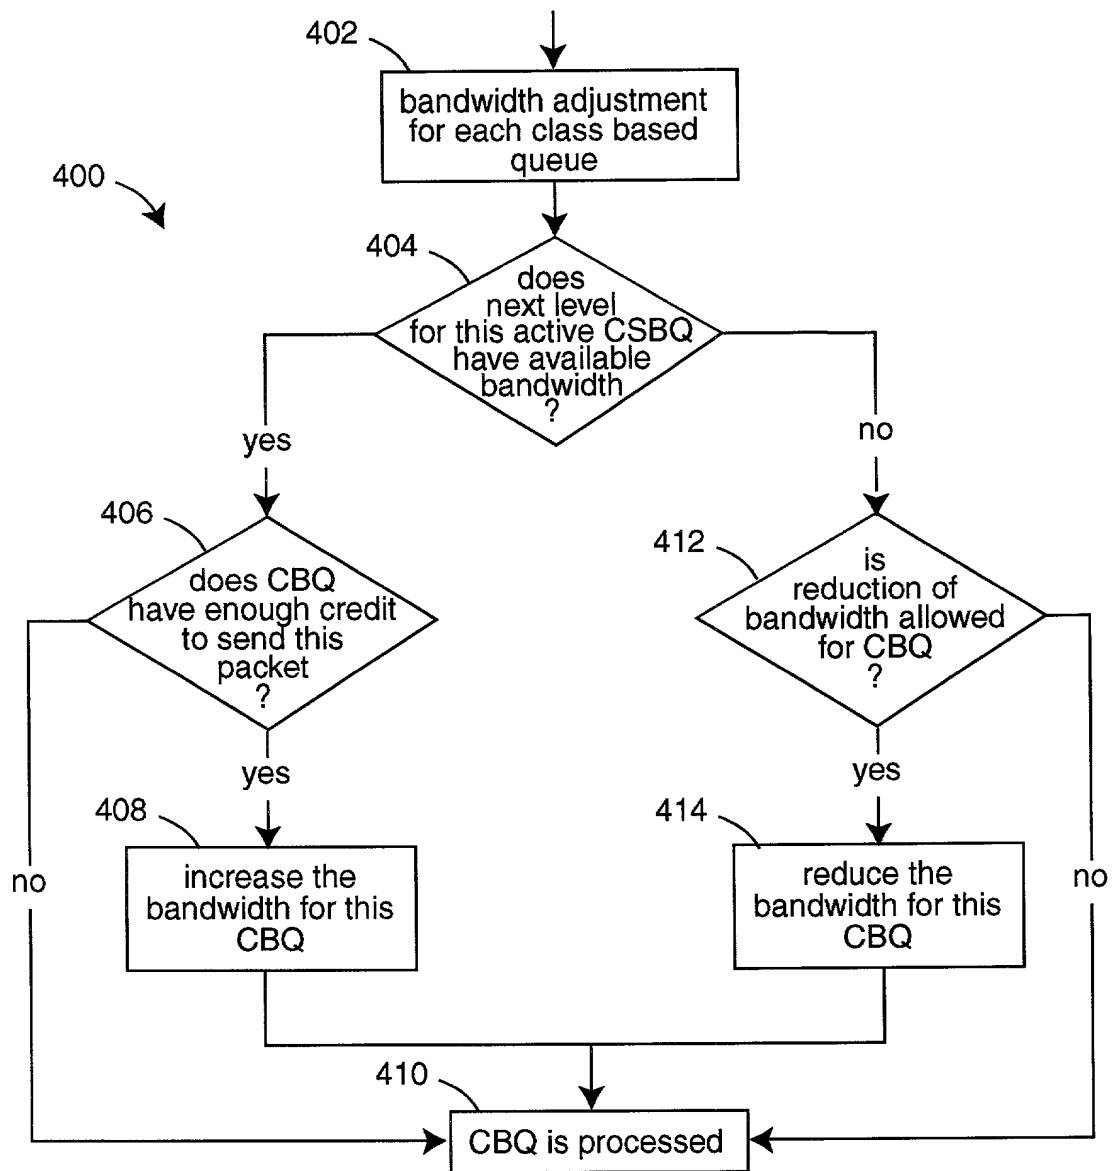 402
bandwidth adjustment
for each class based
queue
400
404
does
next level
for this active CSBQ
have available
bandwidth
?
yes
no
406
does CBQ
have enough credit
to send this
packet
?
412
is
reduction of
bandwidth allowed
for CBQ
?
yes
yes
408
increase the
bandwidth for this
CBQ
414
reduce the
bandwidth for this
CBQ
no
no
410
CBQ is processed